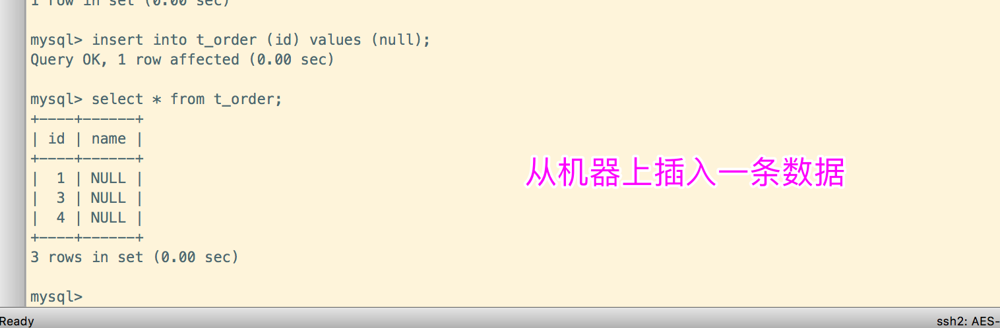 1 row in set (0.00 sec)
mysql> insert into t_order (id) values (null);
Query OK, 1 row affected (0.00 sec)
mysql> select * from t_order;
+----+------+
| id | name |
+----+------+
|  1 | NULL |
|  3 | NULL |
|  4 | NULL |
+----+------+
从机器上插入一条数据
3 rows in set (0.00 sec)
mysql>
Ready
ssh2: AES-